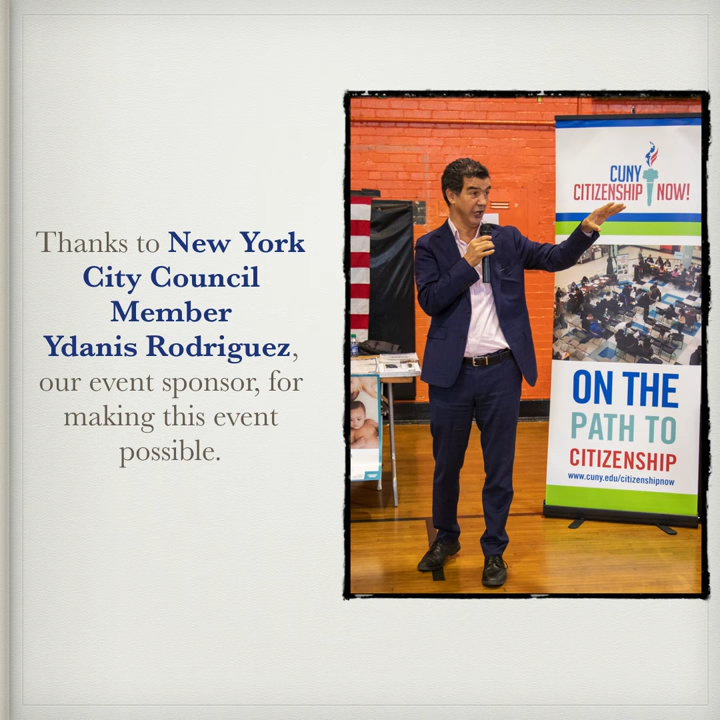 Thanks to New York
City Council
Member
Ydanis Rodriguez,
our event sponsor, for
making this event
possible.
CUNY
CITIZENSHIP NOW!
ON THE
PATH TO
CITIZENSHIP
www.cuny.edu/citizenshipnow